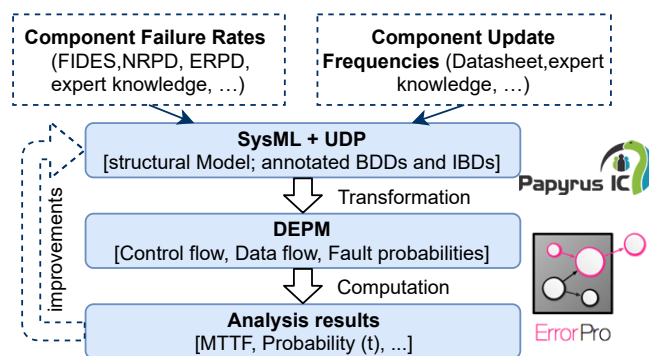 Component Failure Rates
(FIDES,NRPD, ERPD,
expert knowledge, …)
Component Update
Frequencies (Datasheet,expert
knowledge, …)
SysML + UDP
[structural Model; annotated BDDs and IBDs]
Papyrus IC
Transformation
improvements
DEPM
[Control flow, Data flow, Fault probabilities]
Computation
ErrorPro
Analysis results
[MTTF, Probability (t), ...]